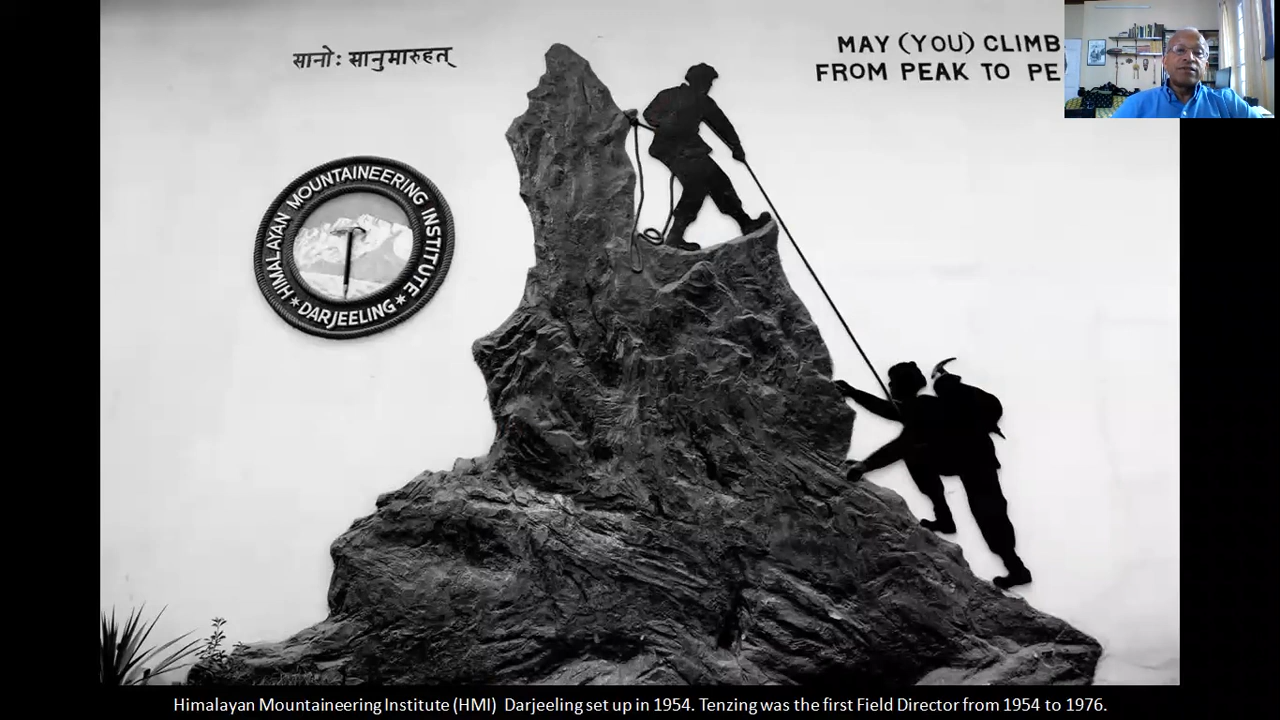 सानोः सानुमारुहत्
MAY (YOU) CLIMB
FROM PEAK TO PE
HIMALAYAN MOUNTAINEERING INSTITUTE
★ DARJEELING ★
Himalayan Mountaineering Institute (HMI) Darjeeling set up in 1954. Tenzing was the first Field Director from 1954 to 1976.